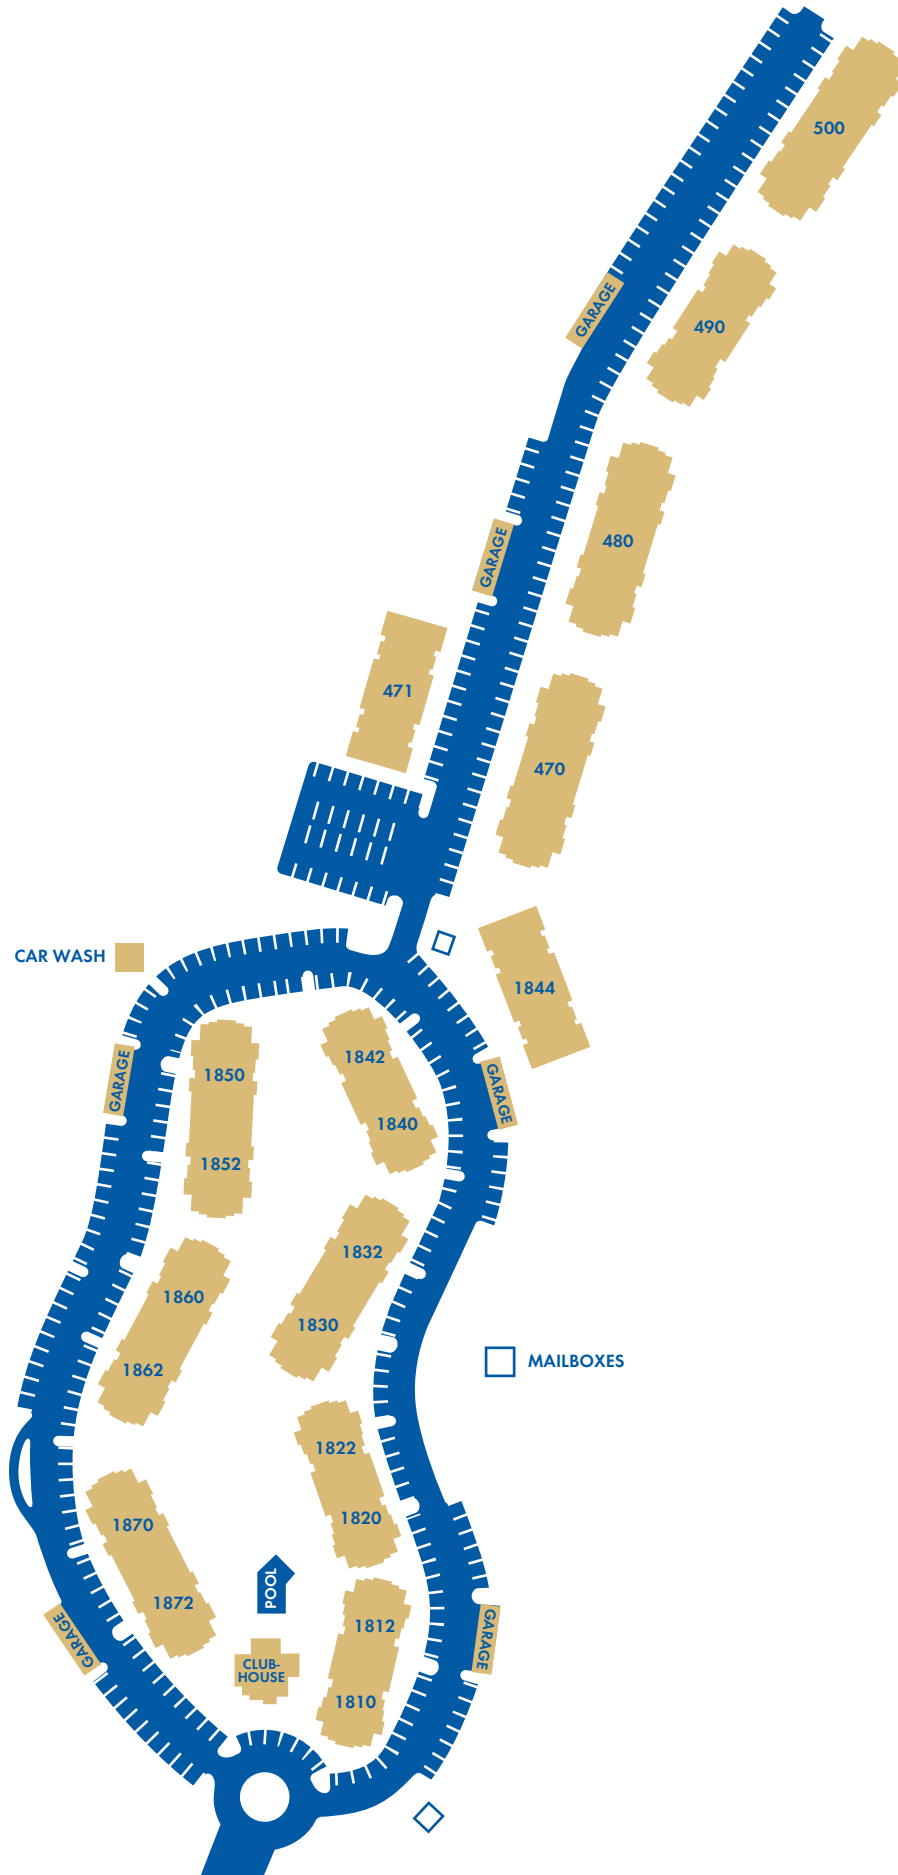 500
GARAGE
490
GARAGE
480
471
470
CAR WASH
1844
GARAGE
1850
1842
GARAGE
1840
1852
1832
1860
1830
1862
MAILBOXES
1822
1870
1820
POOL
1872
1812
GARAGE
GARAGE
CLUB-
HOUSE
1810